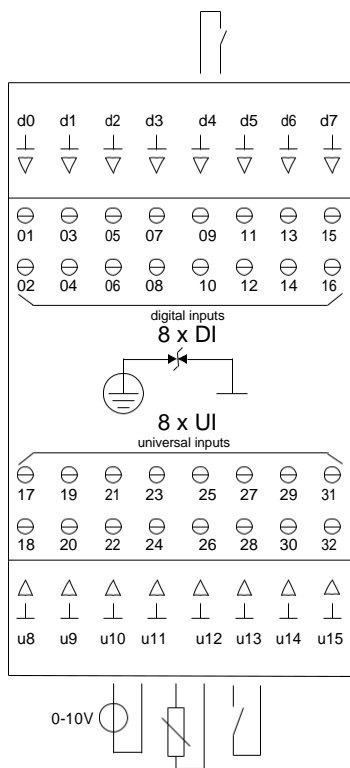 d0 d1 d2 d3 d4 d5 d6 d7
01 03 05 07 09 11 13 15
02 04 06 08 10 12 14 16
digital inputs
8 x DI
8 x UI
universal inputs
17 19 21 23 25 27 29 31
18 20 22 24 26 28 30 32
u8 u9 u10 u11 u12 u13 u14 u15
0-10V